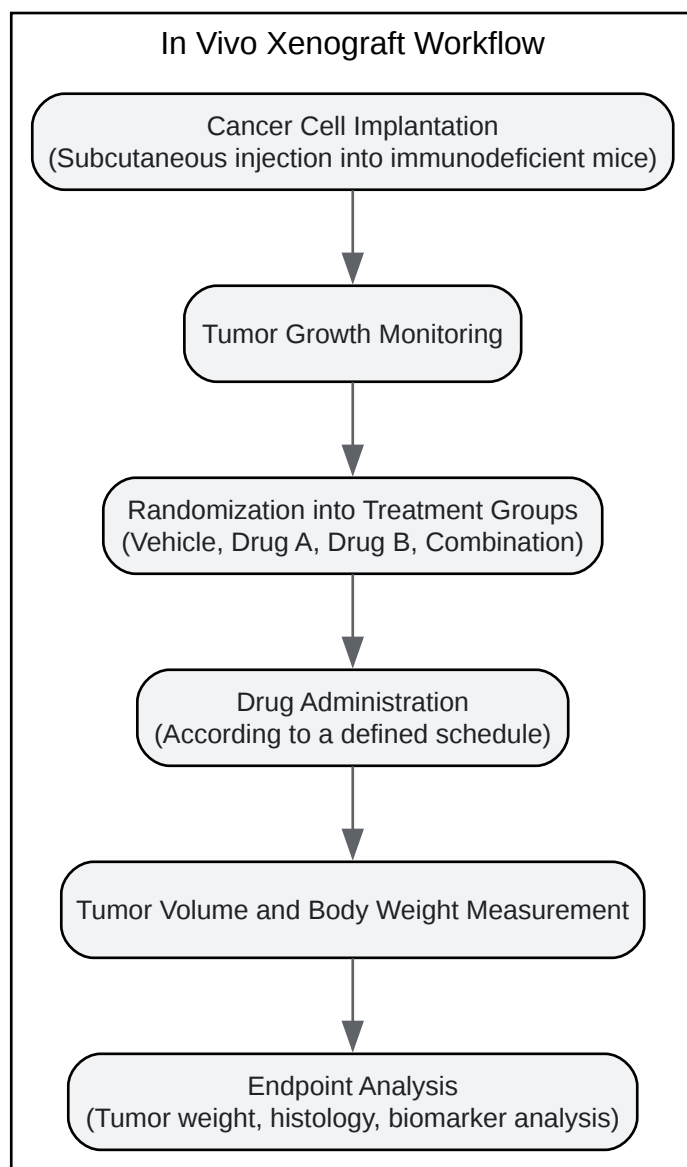 In Vivo Xenograft Workflow
Cancer Cell Implantation
(Subcutaneous injection into immunodeficient mice)
Tumor Growth Monitoring
Randomization into Treatment Groups
(Vehicle, Drug A, Drug B, Combination)
Drug Administration
(According to a defined schedule)
Tumor Volume and Body Weight Measurement
Endpoint Analysis
(Tumor weight, histology, biomarker analysis)